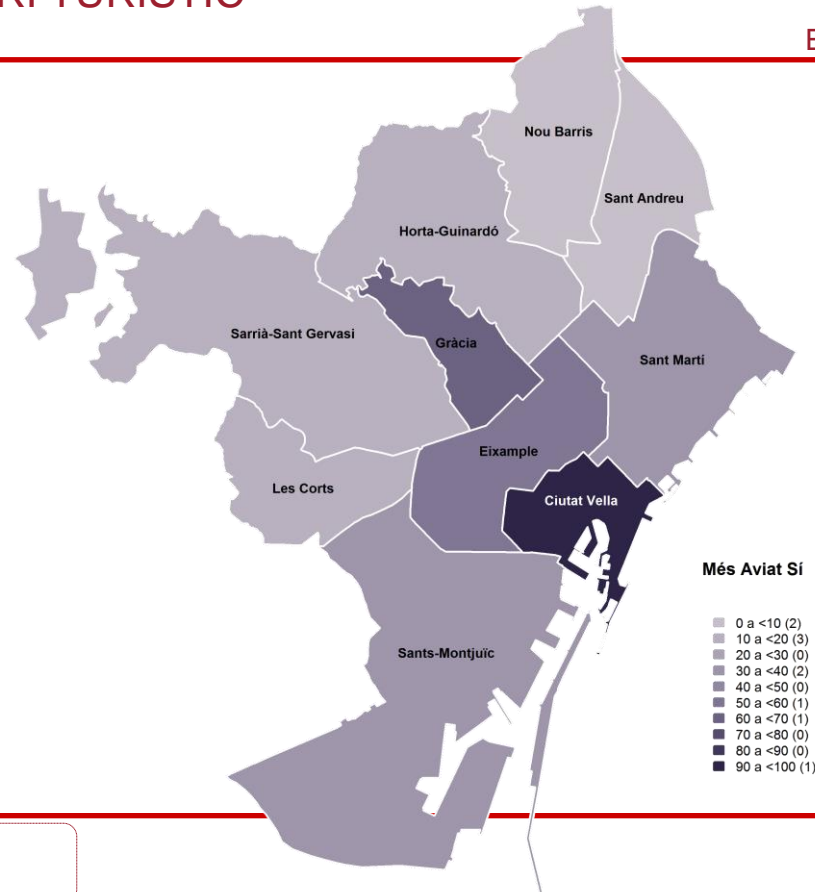 TURÍSTIC
Nou Barris
Sant Andreu
Horta-Guinardó
Sarrià-Sant Gervasi
Gràcia
Sant Martí
Eixample
Les Corts
Ciutat Vella
Sants-Montjuïc
Més Aviat Sí
0 a <10 (2)
10 a <20 (3)
20 a <30 (0)
30 a <40 (2)
40 a <50 (0)
50 a <60 (1)
60 a <70 (1)
70 a <80 (0)
80 a <90 (0)
90 a <100 (1)